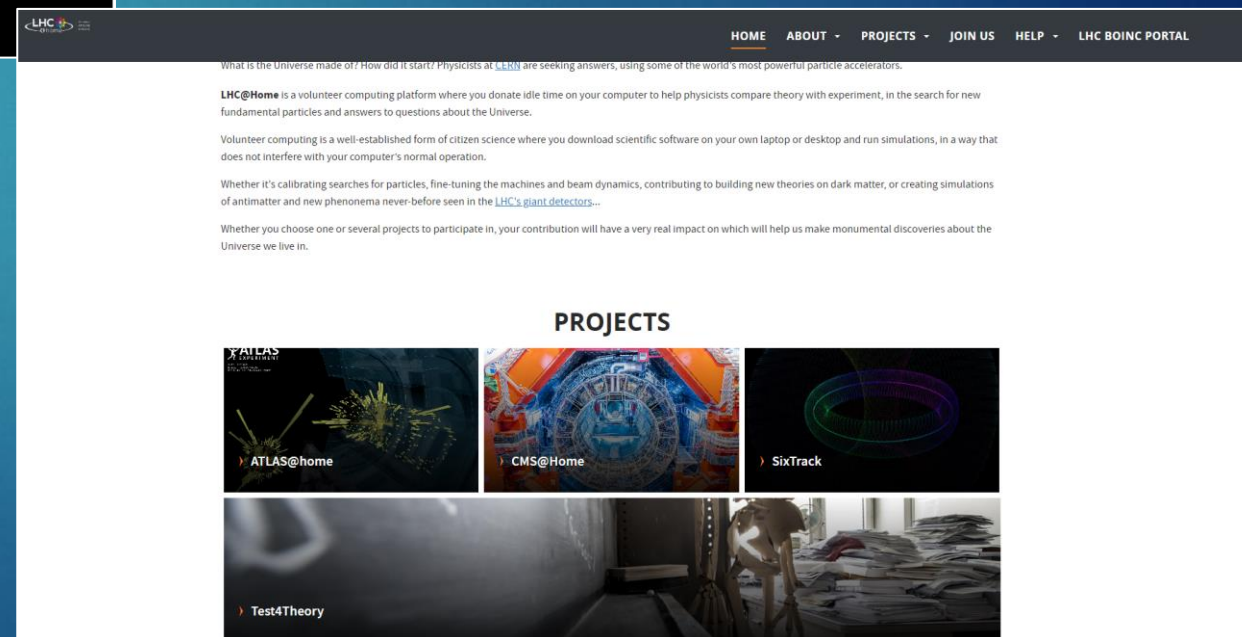 LHC
@home
HOME ABOUT PROJECTS JOIN US HELP LHC BOINC PORTAL
What is the Universe made of? How did it start? Physicists at CERN are seeking answers, using some of the world's most powerful particle accelerators.
LHC@Home is a volunteer computing platform where you donate idle time on your computer to help physicists compare theory with experiment, in the search for new
fundamental particles and answers to questions about the Universe.
Volunteer computing is a well-established form of citizen science where you download scientific software on your own laptop or desktop and run simulations, in a way that
does not interfere with your computer's normal operation.
Whether it's calibrating searches for particles, fine-tuning the machines and beam dynamics, contributing to building new theories on dark matter, or creating simulations
of antimatter and new phenonema never-before seen in the LHC's giant detectors...
Whether you choose one or several projects to participate in, your contribution will have a very real impact on which will help us make monumental discoveries about the
Universe we live in.
PROJECTS
ATLAS
EXPERIMENT
ATLAS@home
CMS@Home
SixTrack
Test4Theory